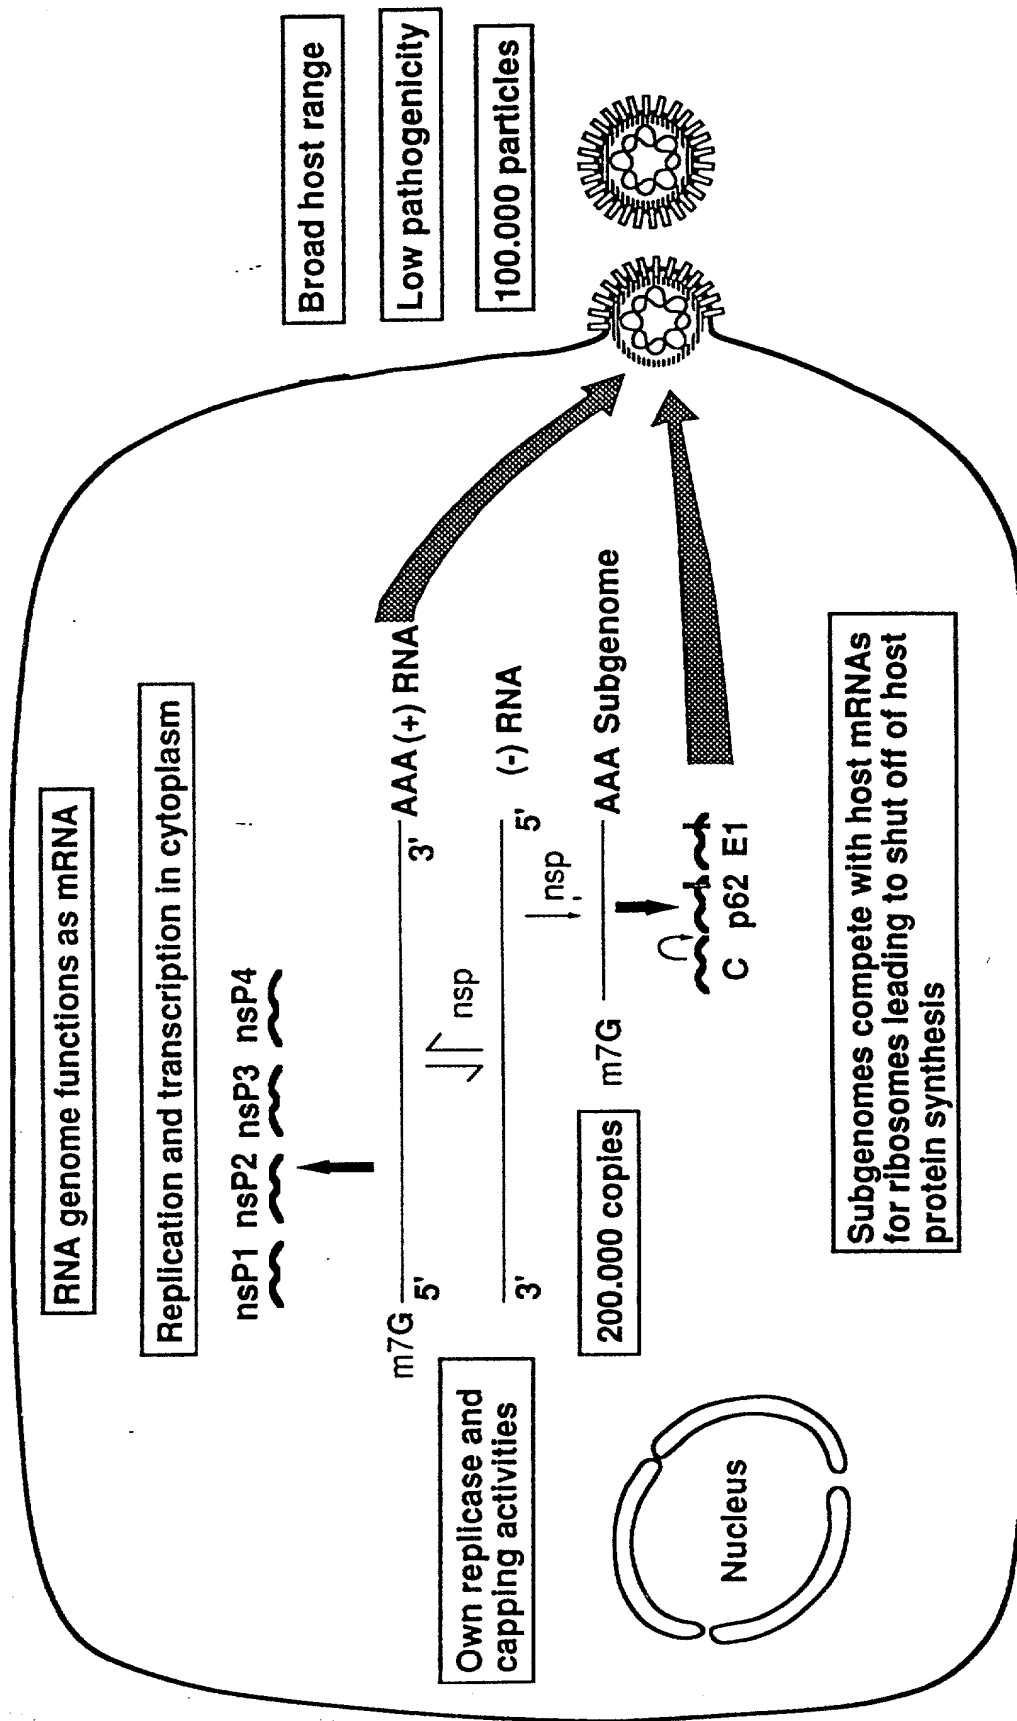 RNA genome functions as mRNA
Replication and transcription in cytoplasm
nsP1 nsP2 nsP3 nsP4
m7G
5'
3'
AAA (+) RNA
nsp
3'
5'
(-) RNA
nsp
Own replicase and
capping activities
200.000 copies
m7G
AAA Subgenome
C p62 E1
Nucleus
Subgenomes compete with host mRNAs
for ribosomes leading to shut off of host
protein synthesis
Broad host range
Low pathogenicity
100.000 particles